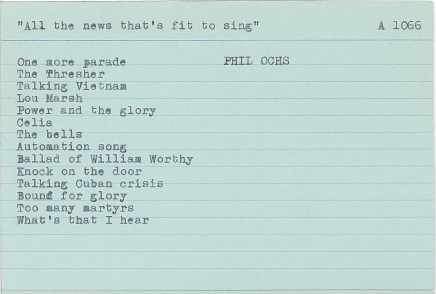 "All the news that's fit to sing" A 1066
One more parade PHIL OCHS
The Thresher
Talking Vietnam
Lou Marsh
Power and the glory
Celia
The bells
Automation song
Ballad of William Worthy
Knock on the door
Talking Cuban crisis
Bound for glory
Too many martyrs
What's that I hear